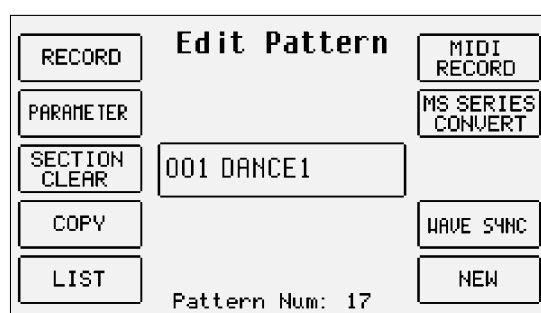 Edit Pattern
RECORD
MIDI
RECORD
PARAMETER
MS SERIES
CONVERT
SECTION
CLEAR
001 DANCE1
COPY
WAVE SYNC
LIST
NEW
Pattern Num: 17